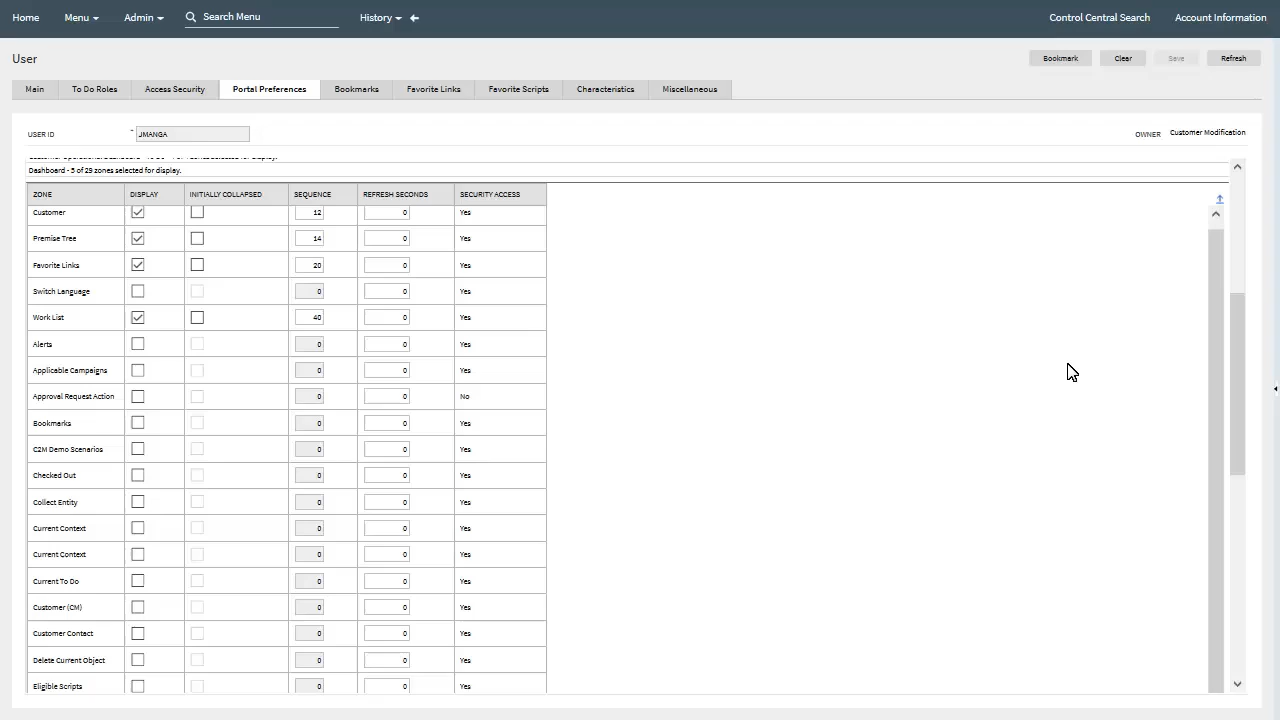 Home Menu Admin Search Menu History Control Central Search Account Information
User Bookmark Clear Save Refresh
Main To Do Roles Access Security Portal Preferences Bookmarks Favorite Links Favorite Scripts Characteristics Miscellaneous
USER ID * JMANGA OWNER Customer Modification
Dashboard - 5 of 29 zones selected for display.
ZONE DISPLAY INITIALLY COLLAPSED SEQUENCE REFRESH SECONDS SECURITY ACCESS
Customer 12 0 Yes
Premise Tree 14 0 Yes
Favorite Links 20 0 Yes
Switch Language 0 0 Yes
Work List 40 0 Yes
Alerts 0 0 Yes
Applicable Campaigns 0 0 Yes
Approval Request Action 0 0 No
Bookmarks 0 0 Yes
C2M Demo Scenarios 0 0 Yes
Checked Out 0 0 Yes
Collect Entity 0 0 Yes
Current Context 0 0 Yes
Current Context 0 0 Yes
Current To Do 0 0 Yes
Customer (CM) 0 0 Yes
Customer Contact 0 0 Yes
Delete Current Object 0 0 Yes
Eligible Scripts 0 0 Yes